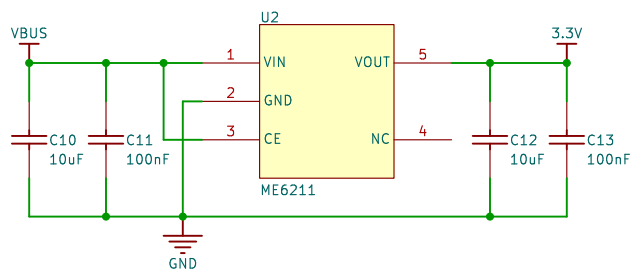 U2
VBUS
3.3V
1
VIN
VOUT
5
2
GND
3
CE
NC
4
C10
10uF
C11
100nF
C12
10uF
C13
100nF
ME6211
GND